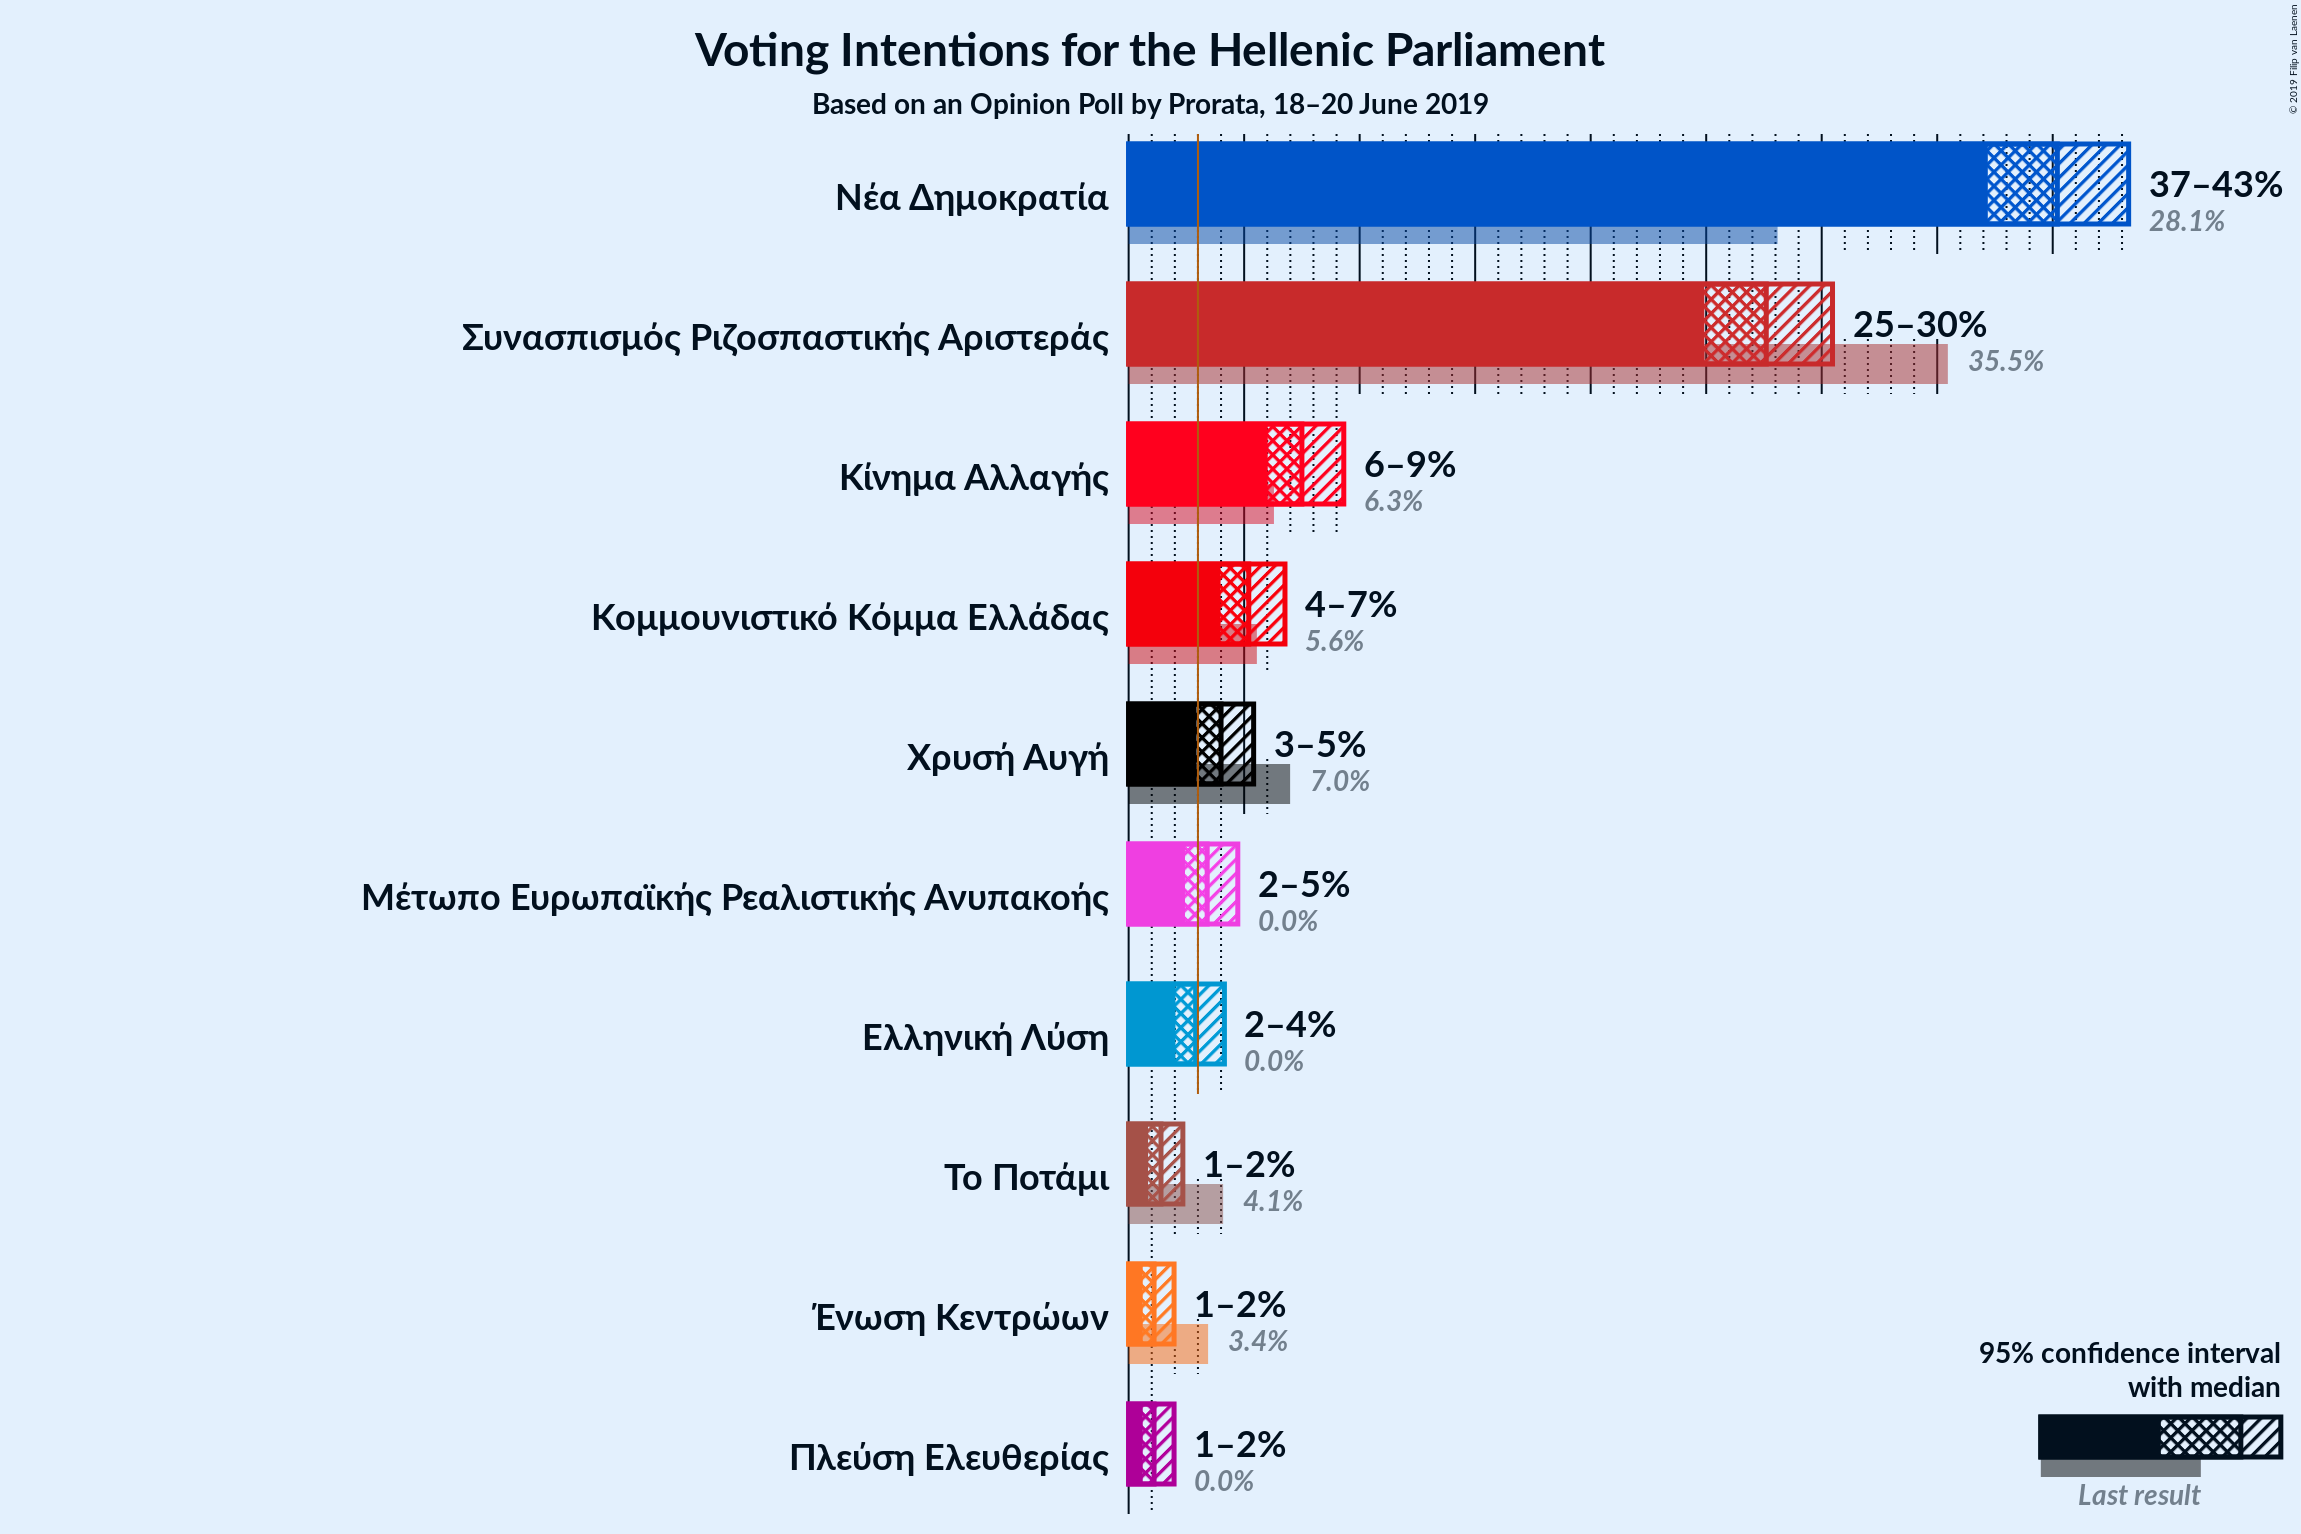 Voting Intentions for the Hellenic Parliament
Based on an Opinion Poll by Prorata, 18–20 June 2019
© 2019 Filip van Laenen
Νέα Δημοκρατία
37–43%
28.1%
Συνασπισμός Ριζοσπαστικής Αριστεράς
25–30%
35.5%
Κίνημα Αλλαγής
6–9%
6.3%
Κομμουνιστικό Κόμμα Ελλάδας
4–7%
5.6%
Χρυσή Αυγή
3–5%
7.0%
Μέτωπο Ευρωπαϊκής Ρεαλιστικής Ανυπακοής
2–5%
0.0%
Ελληνική Λύση
2–4%
0.0%
Το Ποτάμι
1–2%
4.1%
Ένωση Κεντρώων
1–2%
3.4%
Πλεύση Ελευθερίας
1–2%
0.0%
95% confidence interval
with median
Last result